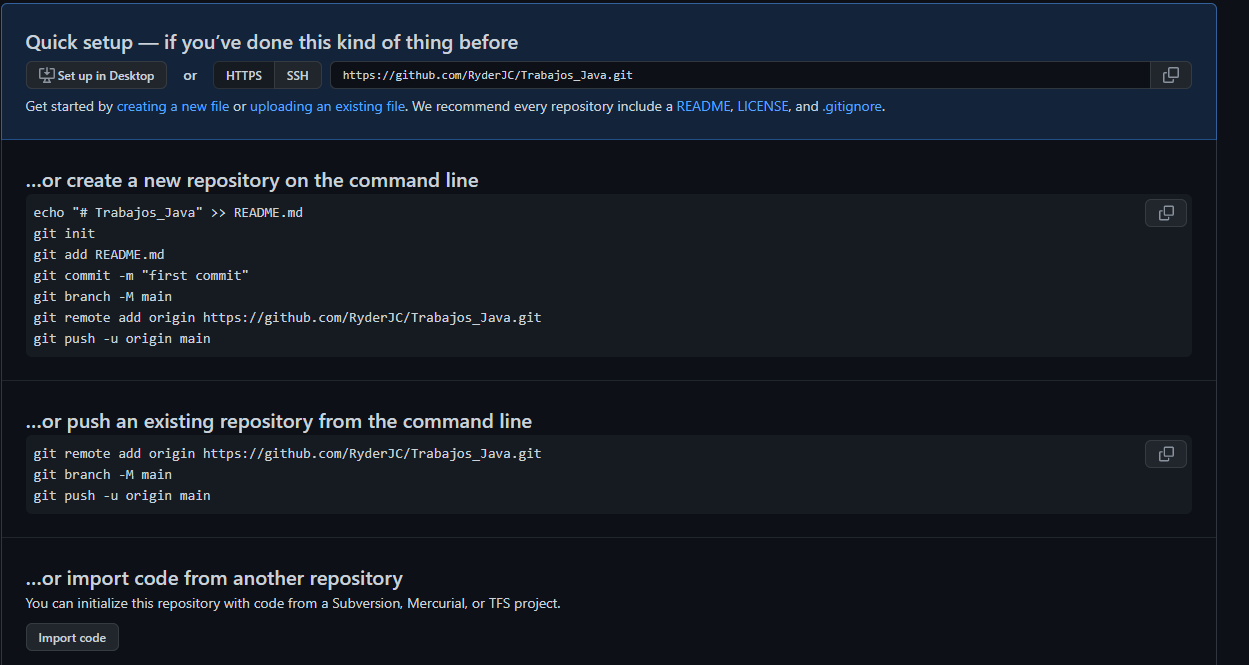 Quick setup — if you’ve done this kind of thing before
Set up in Desktop or HTTPS SSH https://github.com/RyderJC/Trabajos_Java.git
Get started by creating a new file or uploading an existing file. We recommend every repository include a README, LICENSE, and .gitignore.
…or create a new repository on the command line
echo "# Trabajos_Java" >> README.md
git init
git add README.md
git commit -m "first commit"
git branch -M main
git remote add origin https://github.com/RyderJC/Trabajos_Java.git
git push -u origin main
…or push an existing repository from the command line
git remote add origin https://github.com/RyderJC/Trabajos_Java.git
git branch -M main
git push -u origin main
…or import code from another repository
You can initialize this repository with code from a Subversion, Mercurial, or TFS project.
Import code